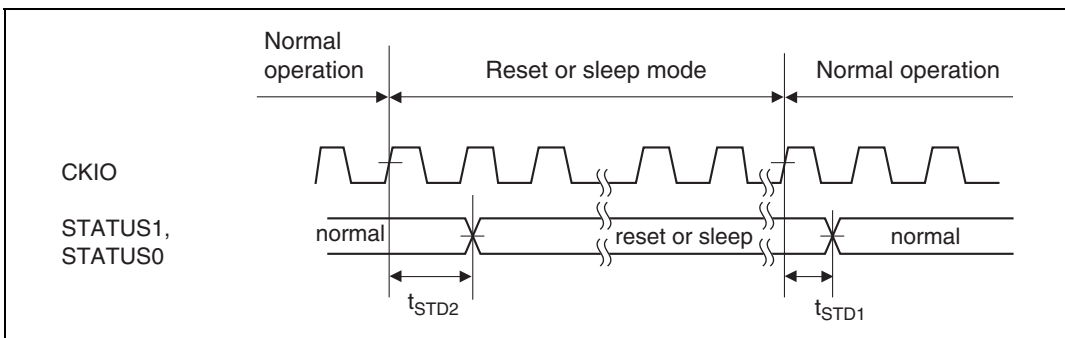 Normal
operation
Reset or sleep mode
Normal operation
CKIO
STATUS1,
STATUS0
normal
reset or sleep
normal
tSTD2
tSTD1